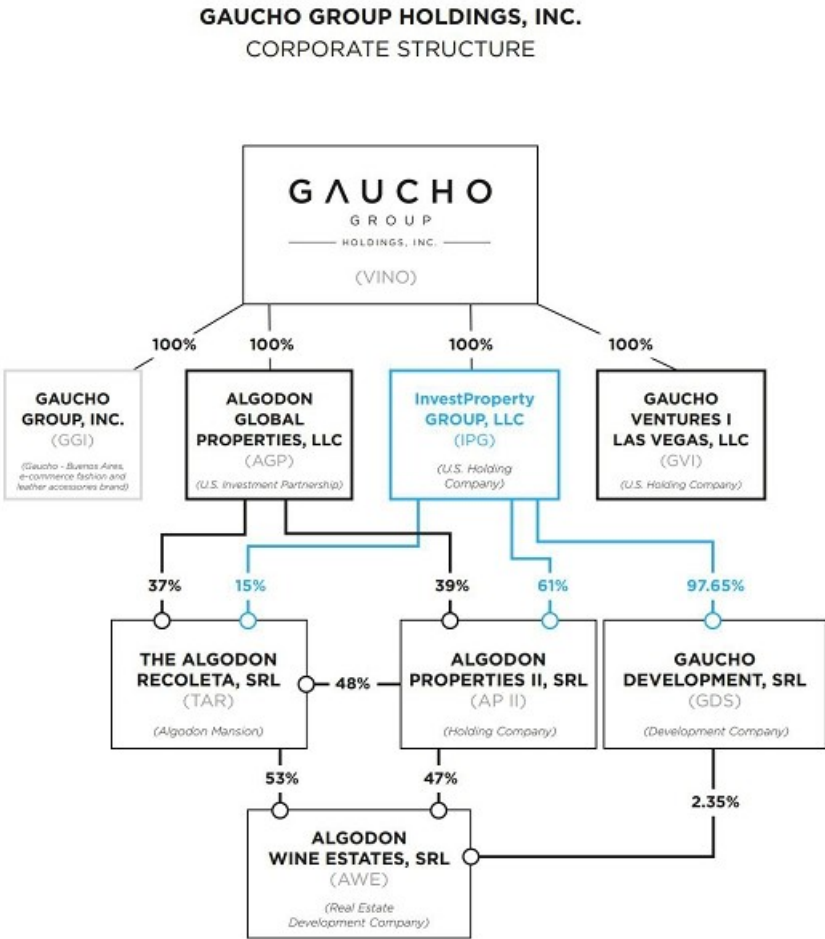 GAUCHO GROUP HOLDINGS, INC.
CORPORATE STRUCTURE
GΛUCHO
GROUP
HOLDINGS, INC.
(VINO)
100%
100%
100%
100%
GAUCHO
GROUP, INC.
(GGI)
(Gaucho - Buenos Aires,
e-commerce fashion and
leather accessories brand)
ALGODON
GLOBAL
PROPERTIES, LLC
(AGP)
(U.S. Investment Partnership)
InvestProperty
GROUP, LLC
(IPG)
(U.S. Holding
Company)
GAUCHO
VENTURES I
LAS VEGAS, LLC
(GVI)
(U.S. Holding Company)
37%
15%
39%
61%
97.65%
THE ALGODON
RECOLETA, SRL
(TAR)
(Algodon Mansion)
48%
ALGODON
PROPERTIES II, SRL
(AP II)
(Holding Company)
GAUCHO
DEVELOPMENT, SRL
(GDS)
(Development Company)
53%
47%
2.35%
ALGODON
WINE ESTATES, SRL
(AWE)
(Real Estate
Development Company)